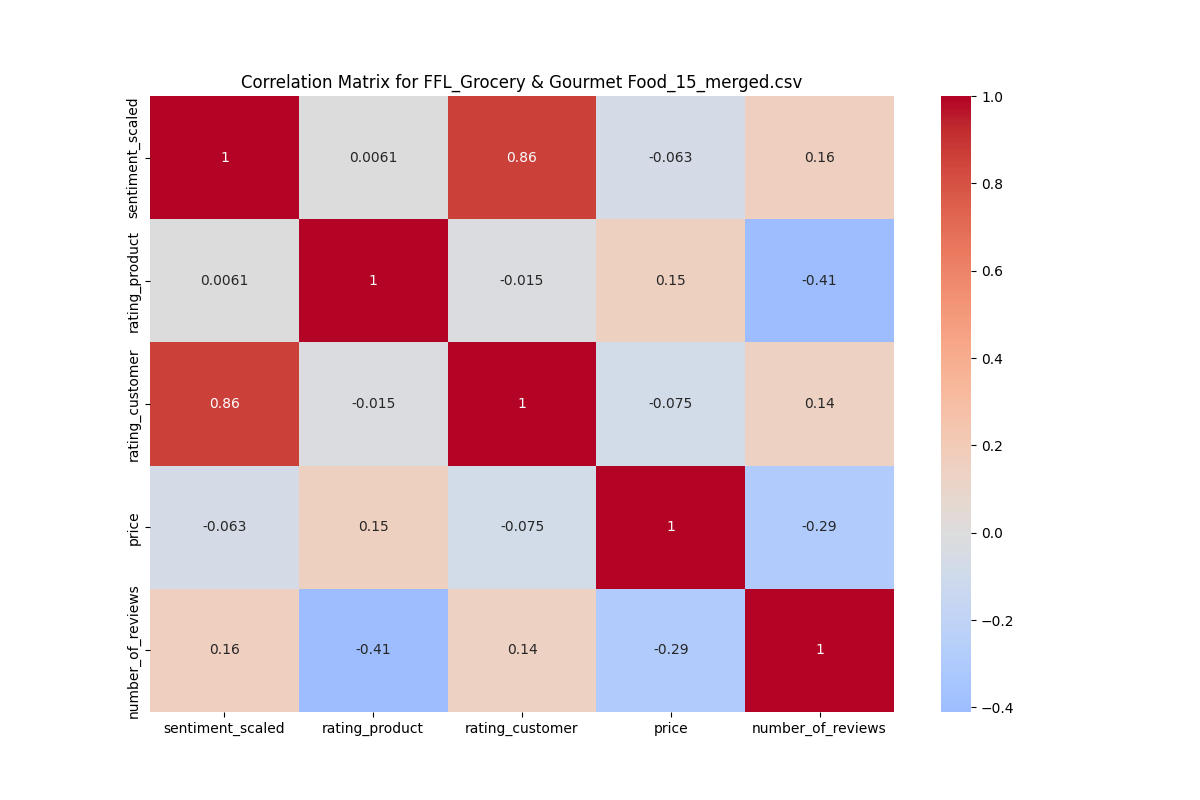 Correlation Matrix for FFL_Grocery & Gourmet Food_15_merged.csv
sentiment_scaled
1 0.0061 0.86 -0.063 0.16
rating_product
0.0061 1 -0.015 0.15 -0.41
rating_customer
0.86 -0.015 1 -0.075 0.14
price
-0.063 0.15 -0.075 1 -0.29
number_of_reviews
0.16 -0.41 0.14 -0.29 1
sentiment_scaled rating_product rating_customer price number_of_reviews
1.0
0.8
0.6
0.4
0.2
0.0
−0.2
−0.4